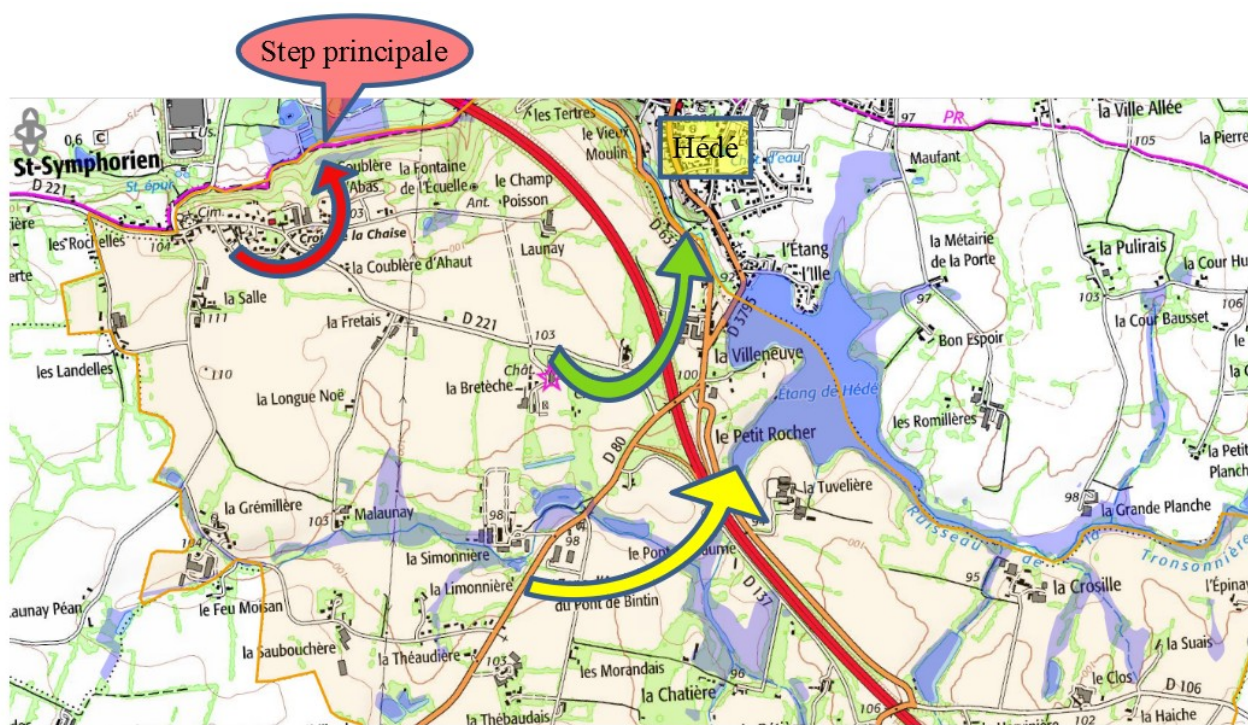 Step principale
Hédé
les Tertres
le Vieux
Moulin
97
PR
la Ville Allée
105
la Pierre
0,6
C
Us.
St-Symphorien
D 221
St. épur
Coublère
d'Abas
la Fontaine
de l'Écuelle
Ant.
le Champ
Poisson
d'eau
Maufant
Cim.
103
les Rochelles
104
la Chaise
Launay
l'Étang
l'Ille
la Métairie
de la Porte
la Pulirais
la Cour Hu
la Coublère d'Ahaut
92
la Salle
111
D 379
97
103
106
la Cour Bausset
la Fretais
D 221
103
Bon Espoir
les Landelles
110
la Longue Noë
la Bretèche
Chât
la Villeneuve
100
Étang de Hédé
les Romillères
le Petit Rocher
la Petit
Planch
D 80
la Grémillère
103
Malaunay
98
la Tuvelière
98
la Grande Planche
104
la Simonnière
98
Ruisseau de la Tronsonnière
la Limonnière
le Feu Moisan
du Pont de Bintin
D 137
95
la Crosille
l'Épina
Launay Péan
la Saubouchère
la Théaudière
103
les Morandais
la Suais
la Chatière
96
le Clos
D 106
la Thébaudais
106
102
la Haiche